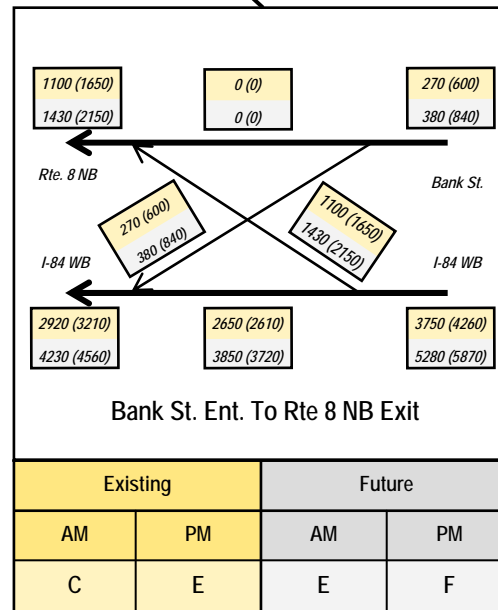 1100 (1650)
1430 (2150)
0 (0)
0 (0)
270 (600)
380 (840)
Rte. 8 NB
Bank St.
270 (600)
380 (840)
1100 (1650)
1430 (2150)
I-84 WB
I-84 WB
2920 (3210)
4230 (4560)
2650 (2610)
3850 (3720)
3750 (4260)
5280 (5870)
Bank St. Ent. To Rte 8 NB Exit
Existing Future
AM PM AM PM
C E E F